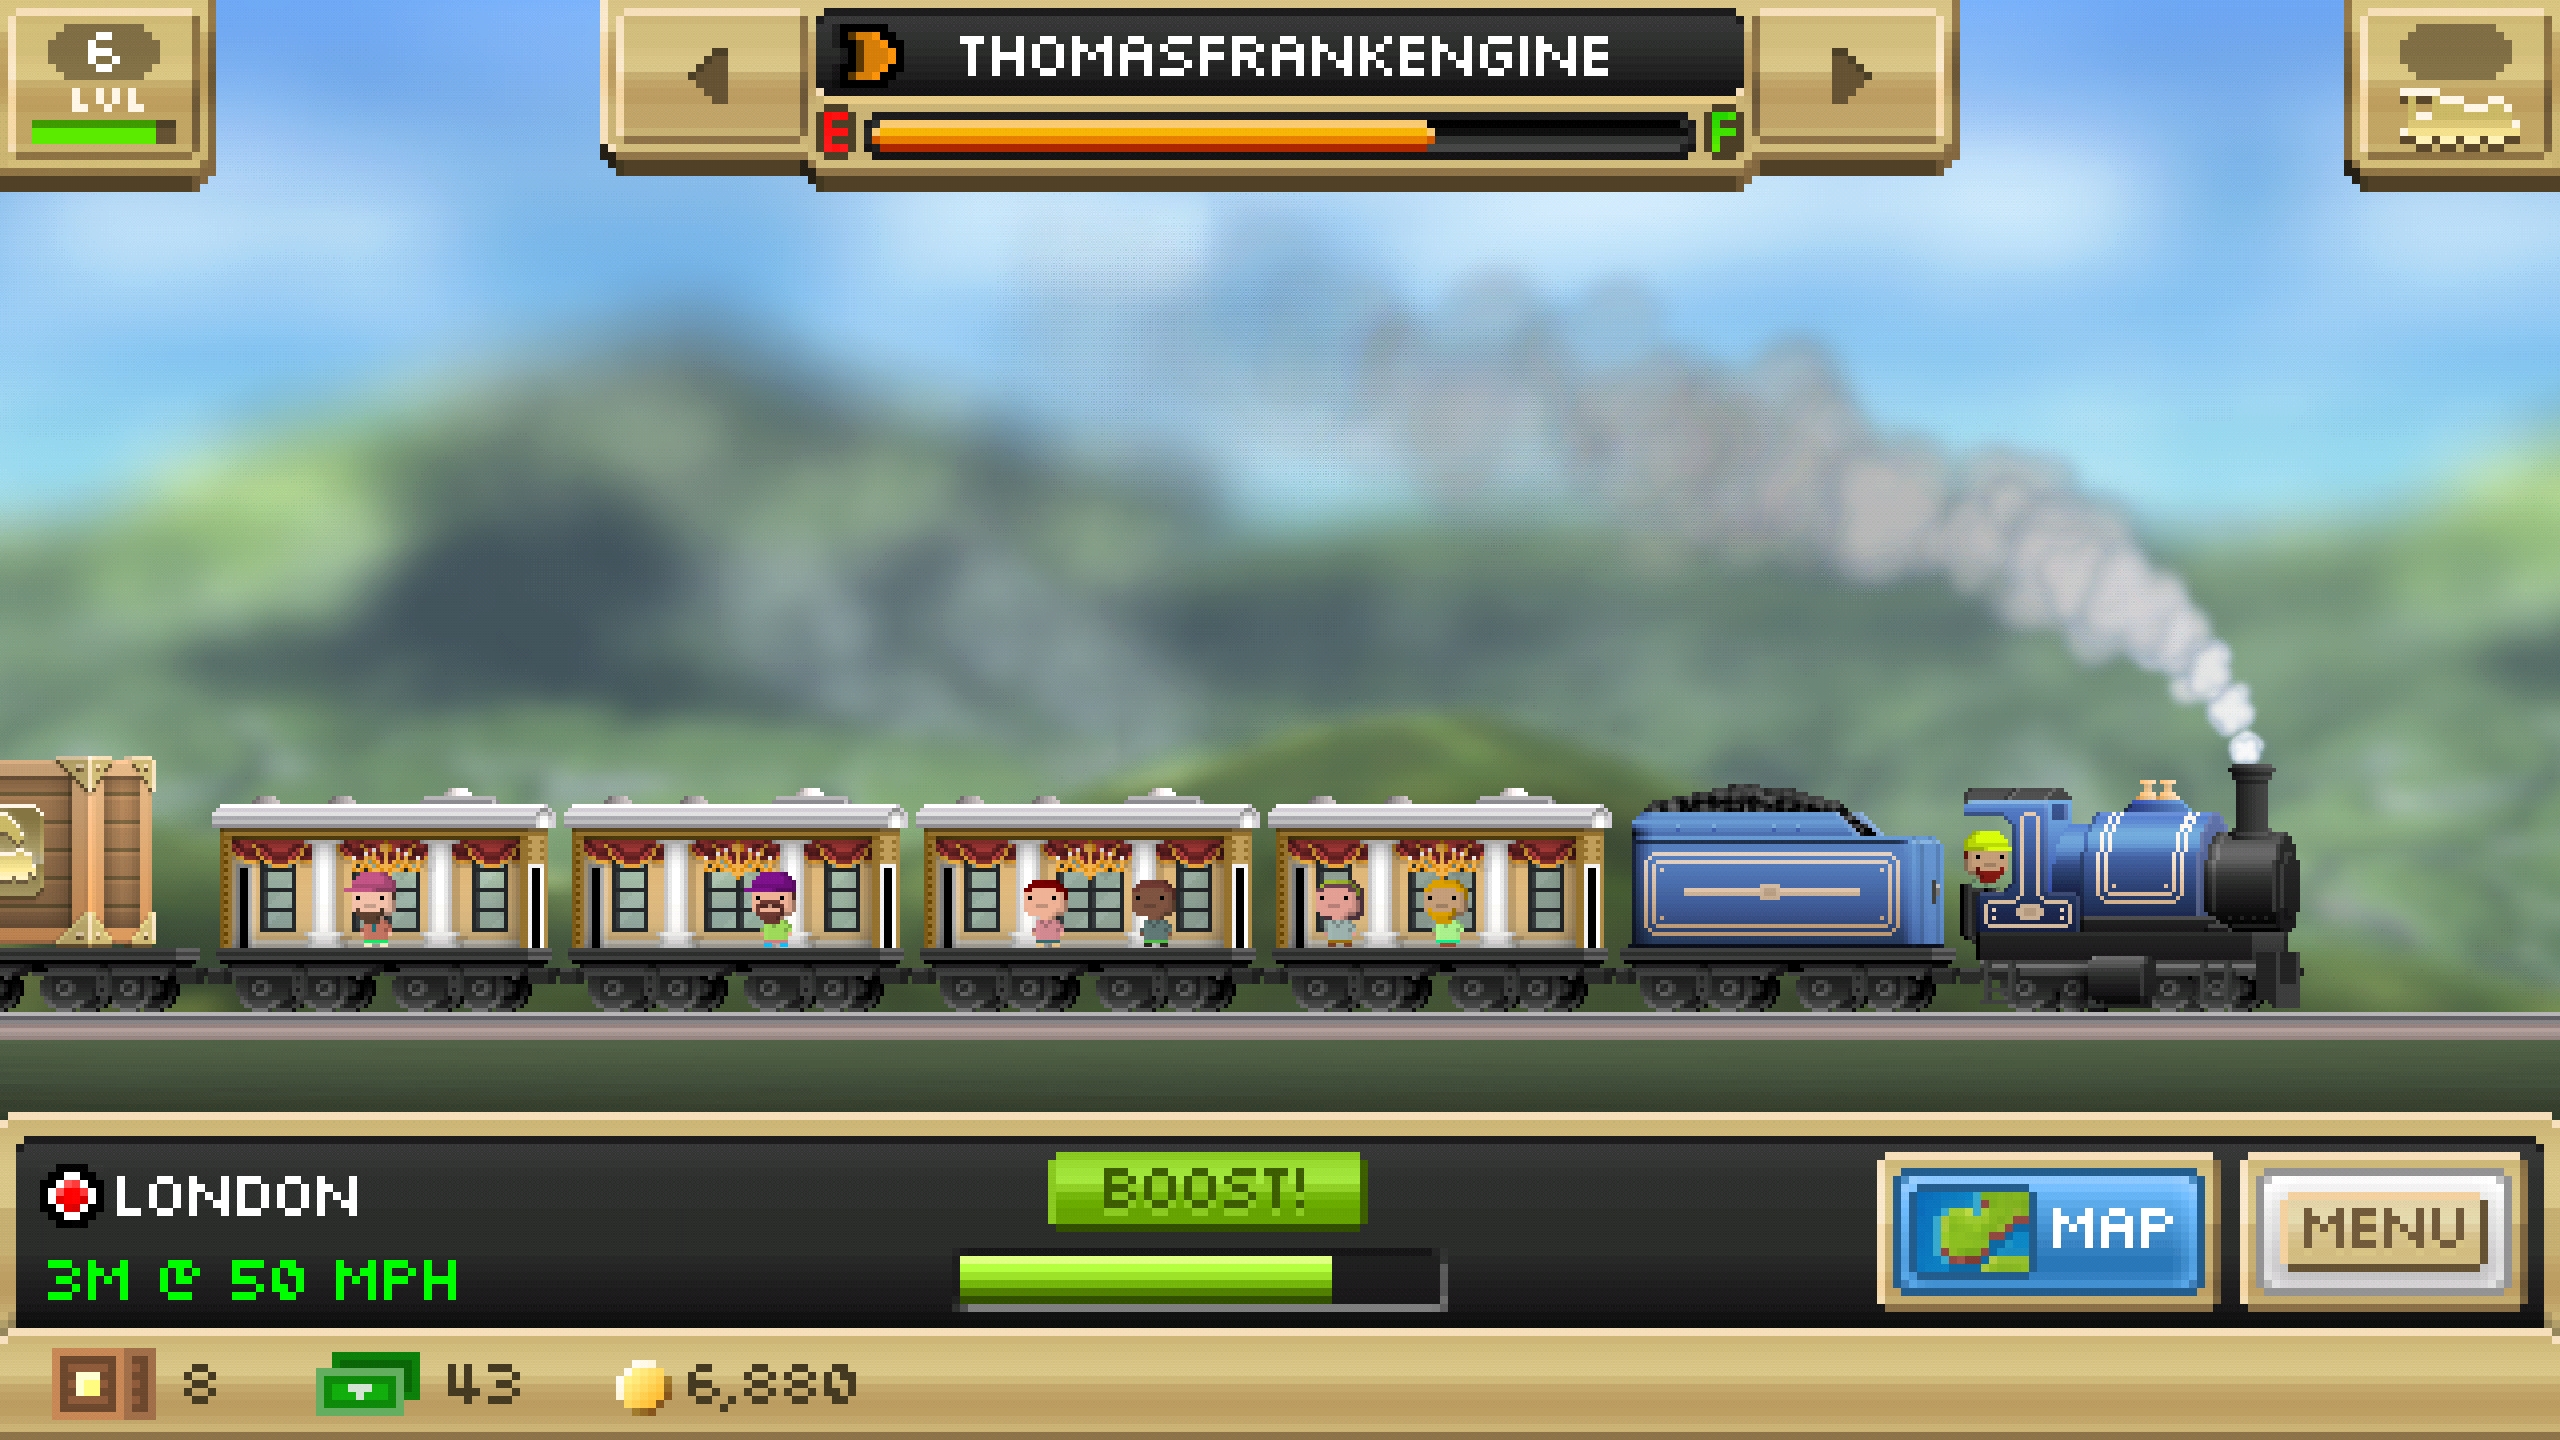 6
LVL
THOMASFRANKENGINE
E F
LONDON
3M @ 50 MPH
BOOST!
MAP
MENU
8
43
6,880